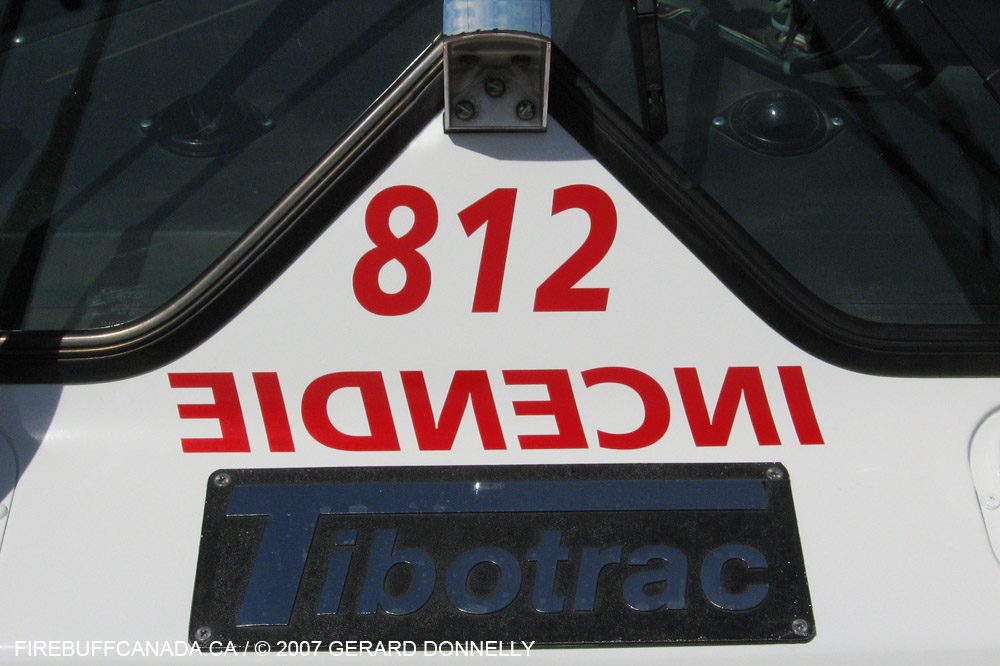 812
INCENDIE
Tibotrac
FIREBUFFCANADA.CA / © 2007 GERARD DONNELLY